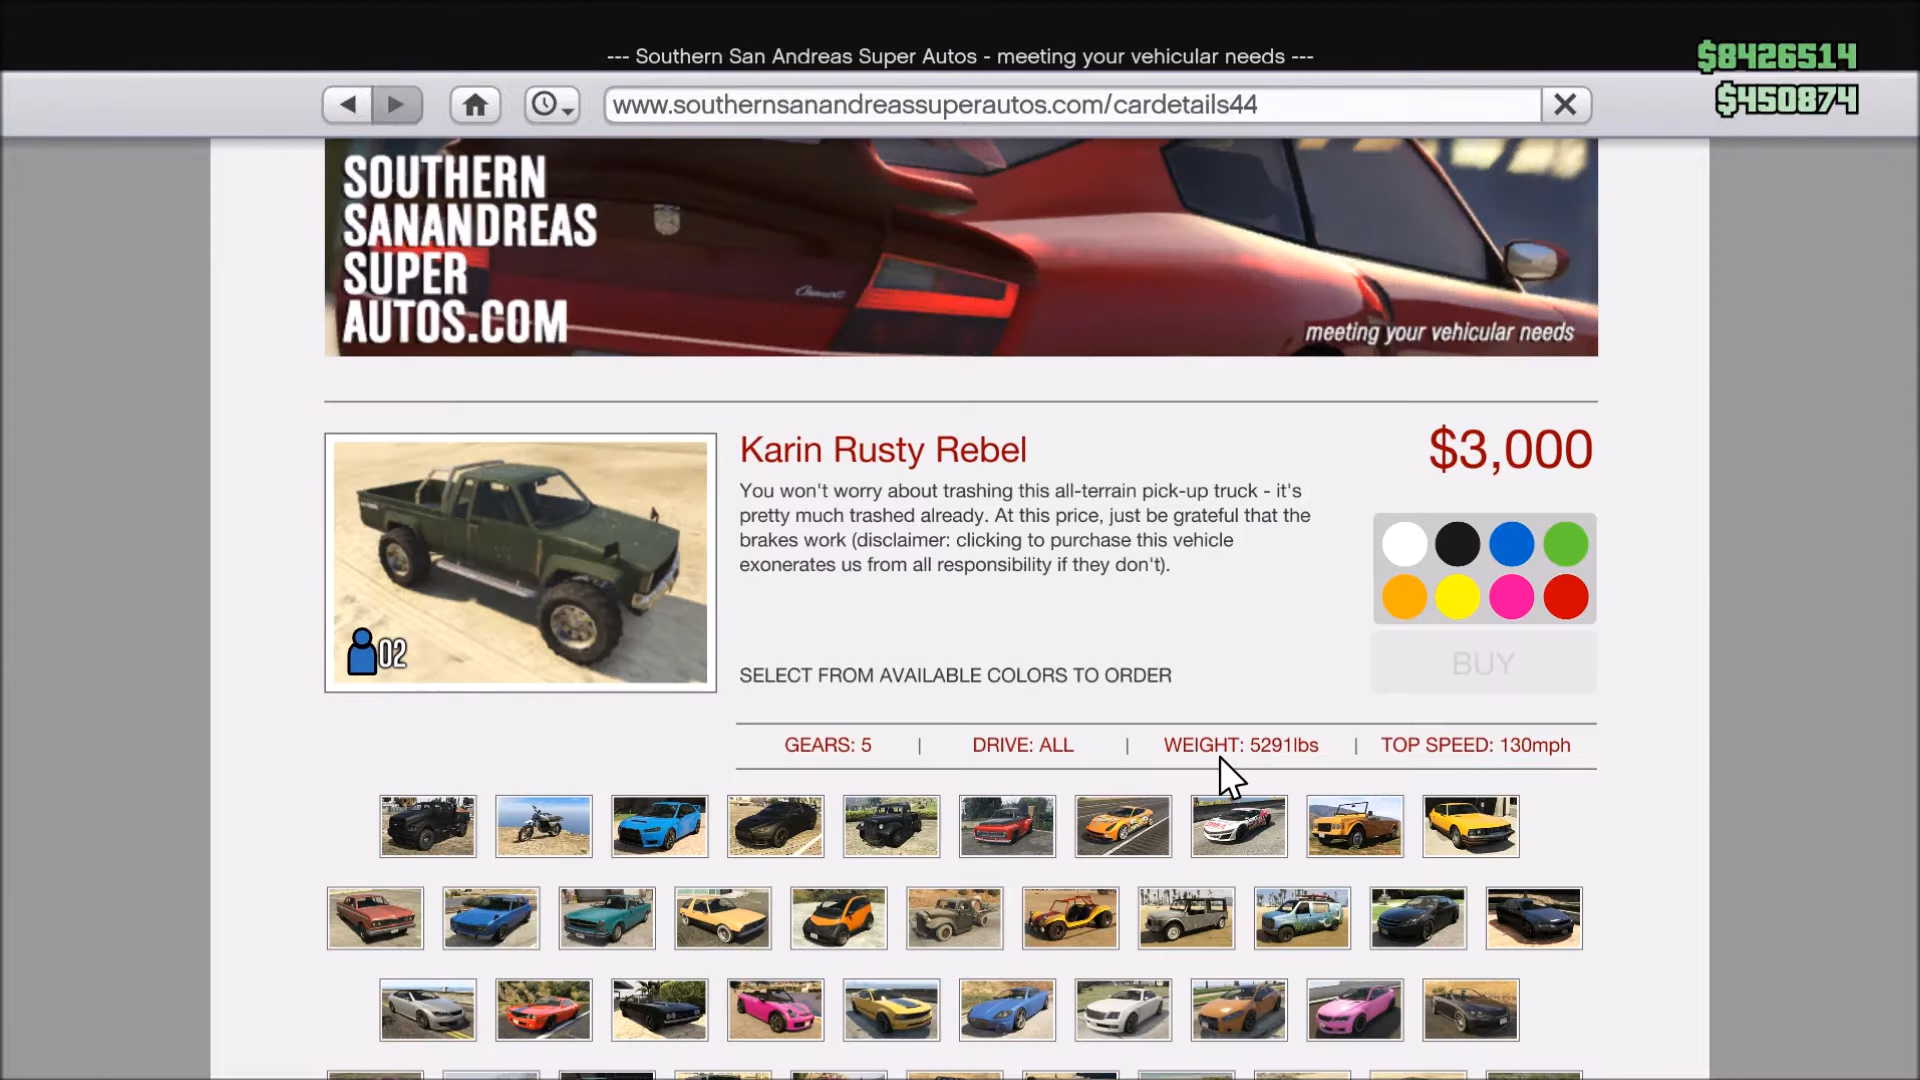 --- Southern San Andreas Super Autos - meeting your vehicular needs ---
$8426514
$450874
www.southernsanandreassuperautos.com/cardetails44
SOUTHERN
SANANDREAS
SUPER
AUTOS.COM
meeting your vehicular needs
Karin Rusty Rebel
$3,000
You won't worry about trashing this all-terrain pick-up truck - it's
pretty much trashed already. At this price, just be grateful that the
brakes work (disclaimer: clicking to purchase this vehicle
exonerates us from all responsibility if they don't).
02
SELECT FROM AVAILABLE COLORS TO ORDER
BUY
GEARS: 5 | DRIVE: ALL | WEIGHT: 5291lbs | TOP SPEED: 130mph